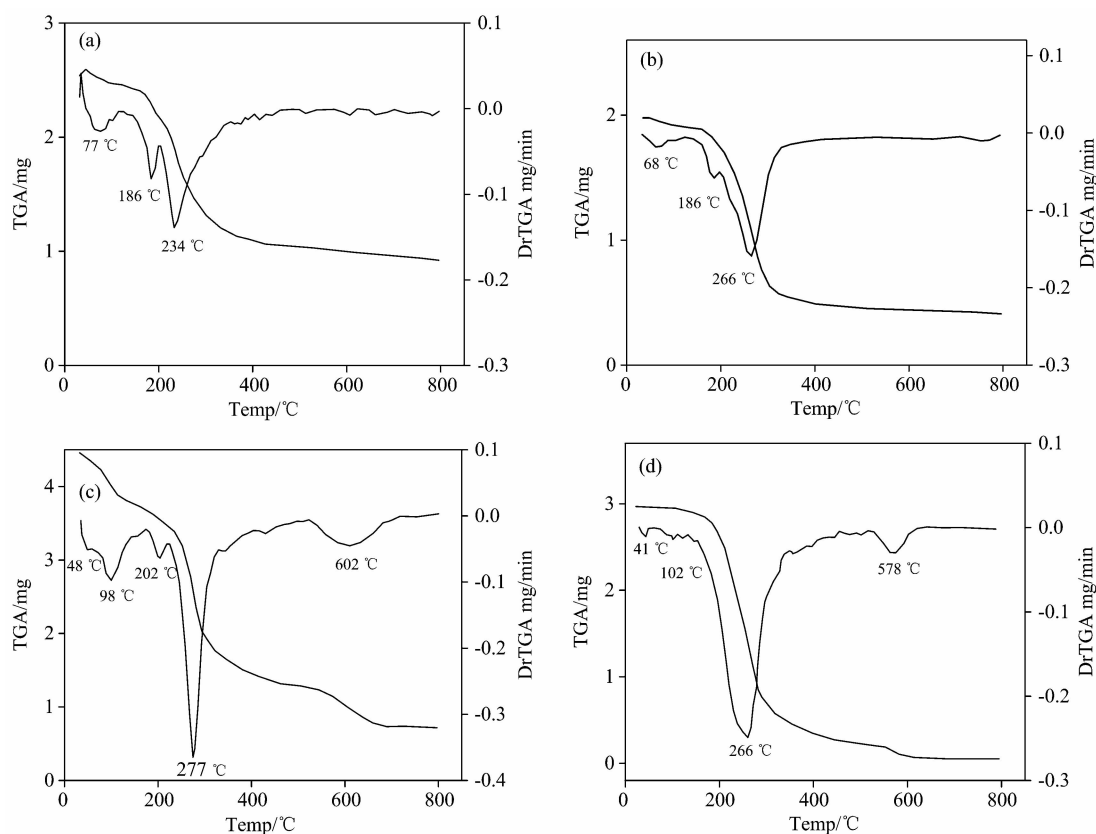 (a)
3
2
1
0
TGA/mg
0.1
0.0
-0.1
-0.2
-0.3
DrTGA mg/min
77 ℃
186 ℃
234 ℃
0 200 400 600 800
Temp/℃
(b)
2
1
0
TGA/mg
0.1
0.0
-0.1
-0.2
-0.3
DrTGA mg/min
68 ℃
186 ℃
266 ℃
0 200 400 600 800
Temp/℃
(c)
4
3
2
1
0
TGA/mg
0.1
0.0
-0.1
-0.2
-0.3
-0.4
DrTGA mg/min
48 ℃
98 ℃
202 ℃
602 ℃
277 ℃
0 200 400 600 800
Temp/℃
(d)
3
2
1
0
TGA/mg
0.1
0.0
-0.1
-0.2
-0.3
DrTGA mg/min
41 ℃
102 ℃
578 ℃
266 ℃
0 200 400 600 800
Temp/℃